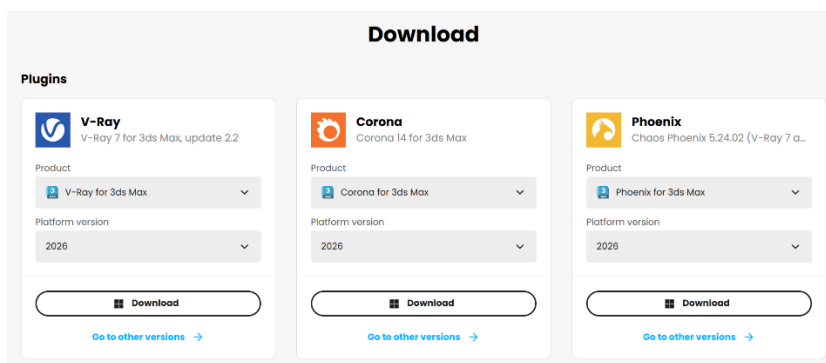 Download
Plugins
V-Ray
V-Ray 7 for 3ds Max, update 2.2
Product
V-Ray for 3ds Max
Platform version
2026
Download
Go to other versions
Corona
Corona 14 for 3ds Max
Product
Corona for 3ds Max
Platform version
2026
Download
Go to other versions
Phoenix
Chaos Phoenix 5.24.02 (V-Ray 7 a...
Product
Phoenix for 3ds Max
Platform version
2026
Download
Go to other versions